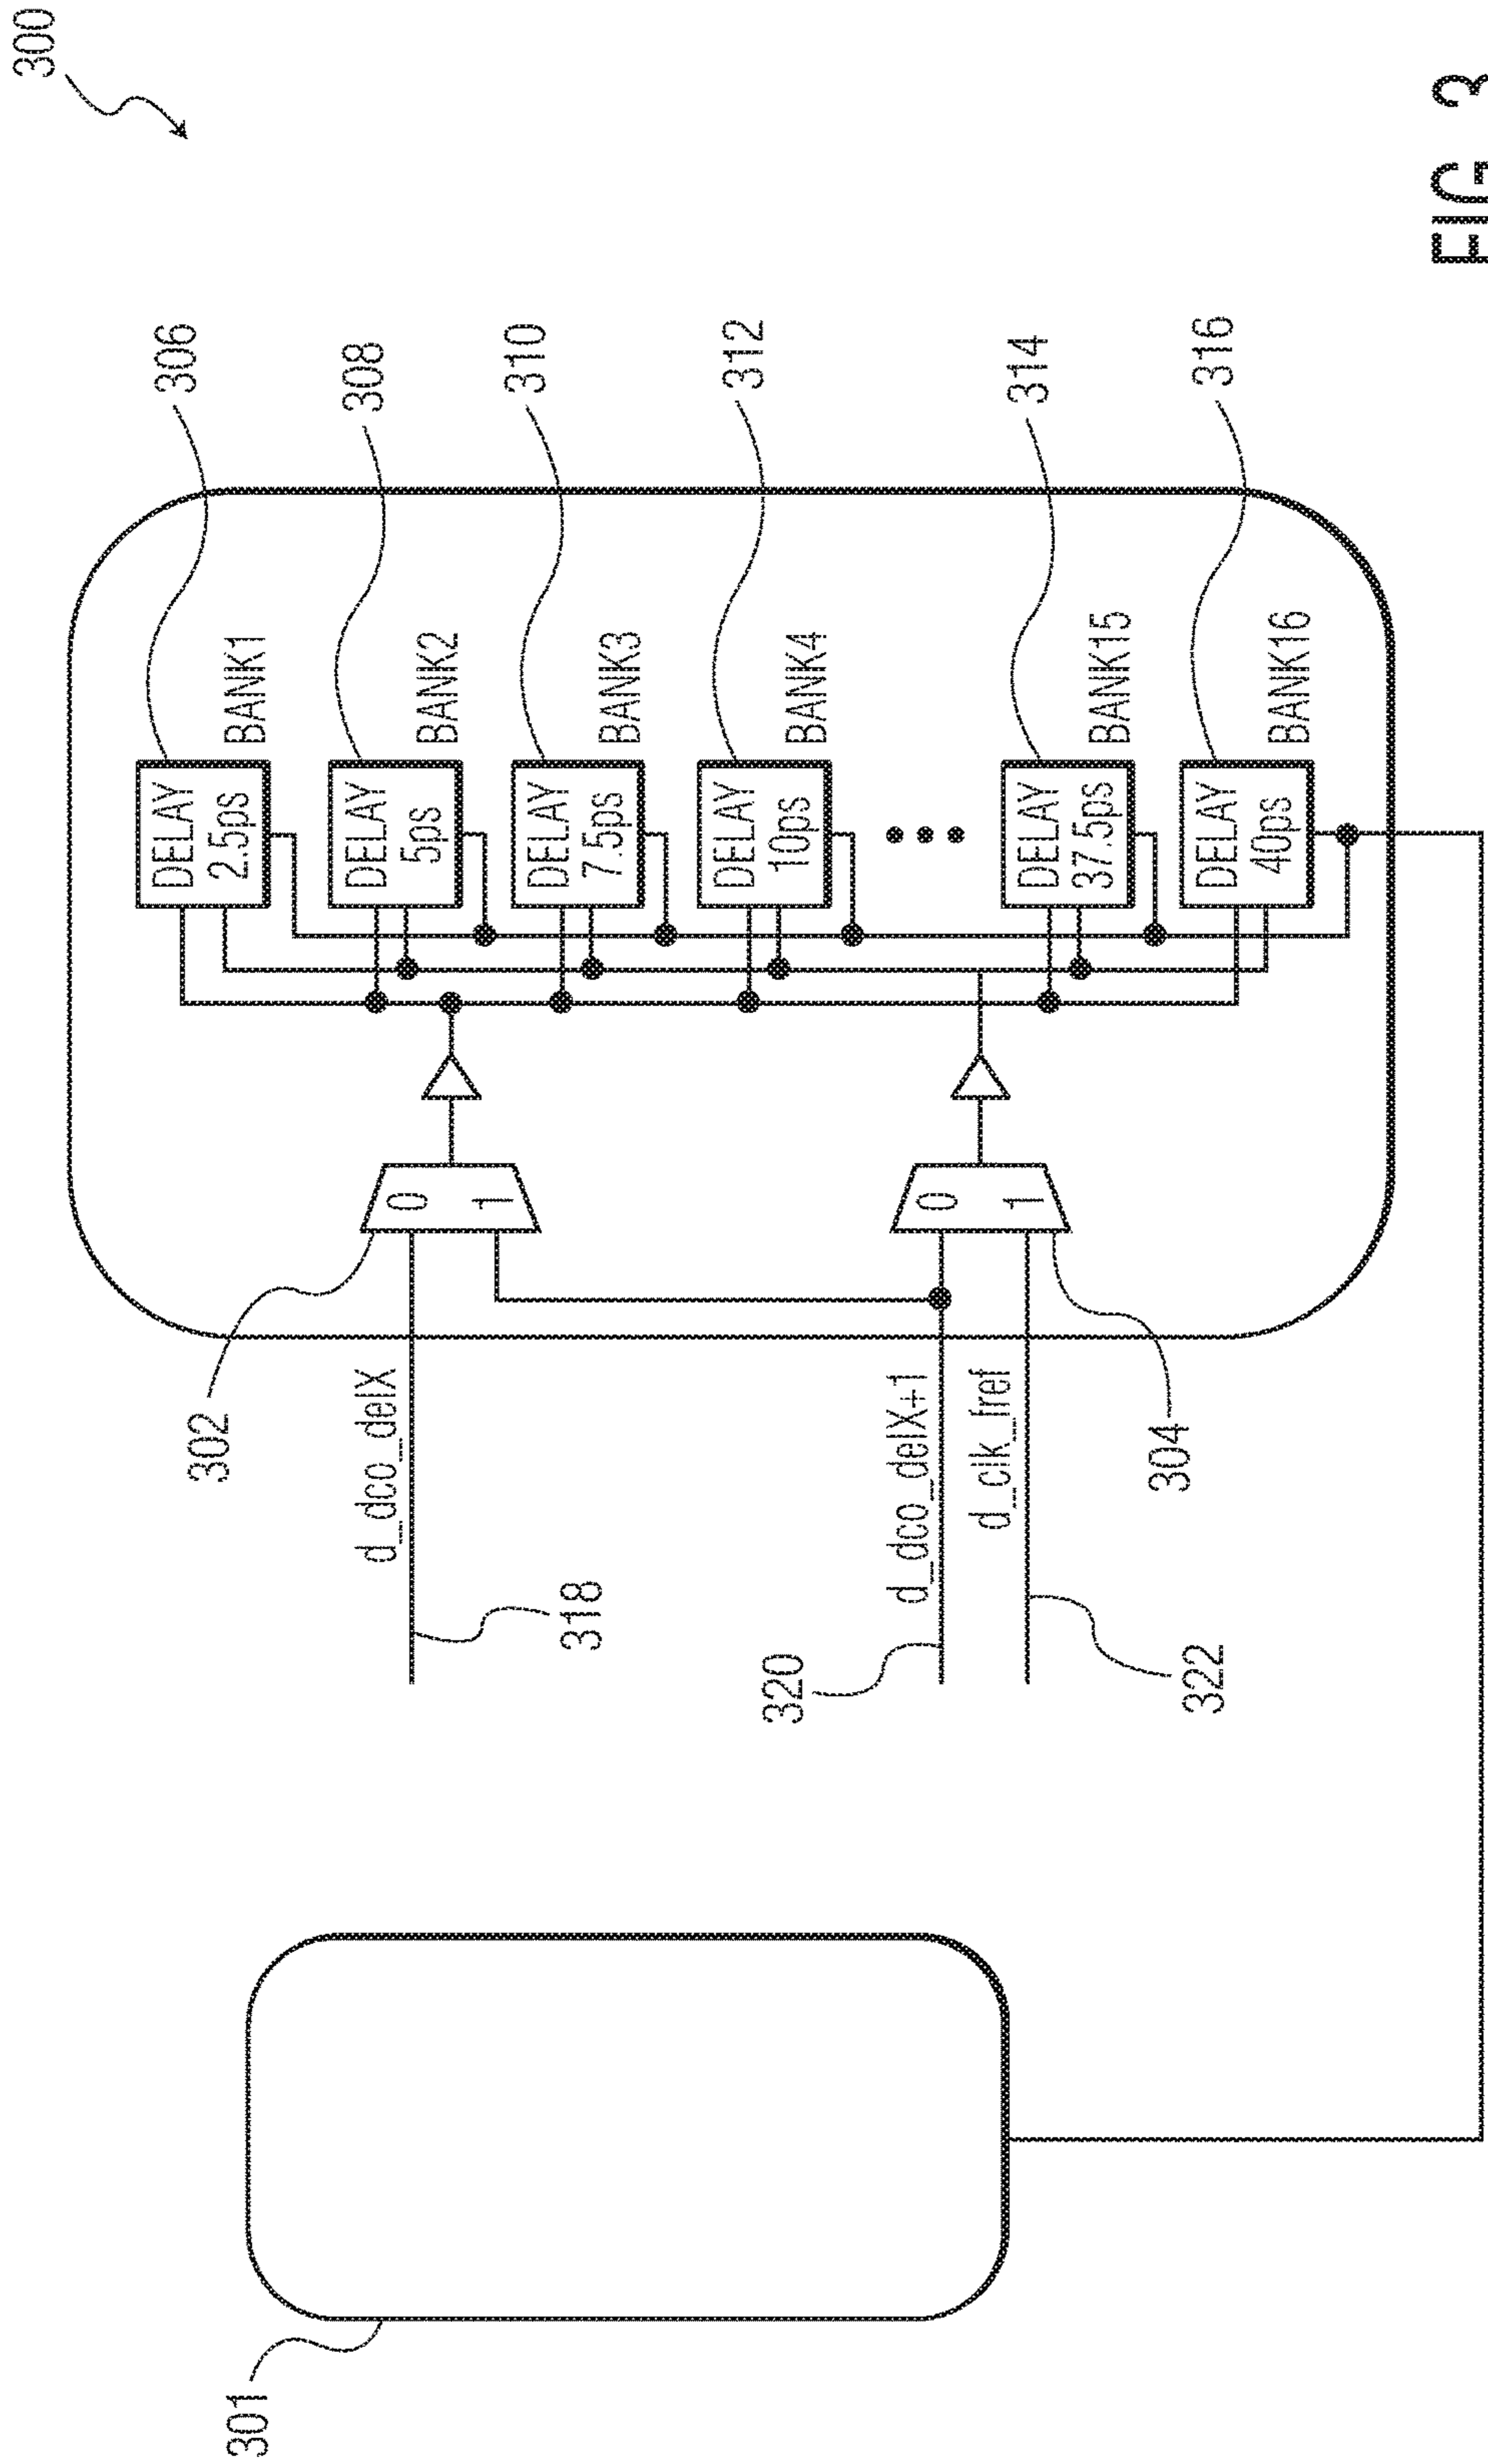 300
306
308
310
312
314
316
DELAY
2.5ps
BANK1
DELAY
5ps
BANK2
DELAY
7.5ps
BANK3
DELAY
10ps
BANK4
DELAY
37.5ps
BANK15
DELAY
40ps
BANK16
0
1
0
1
302
304
d_dco_delX
318
d_dco_delX+1
320
d_clk_fref
322
301
FIG. 3